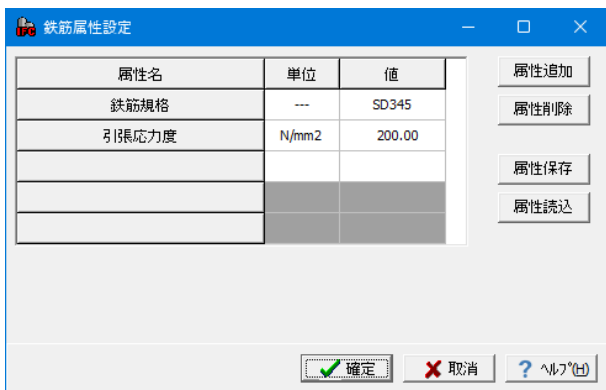 鉄筋属性設定
属性名 単位 値
鉄筋規格 --- SD345
引張応力度 N/mm2 200.00
属性追加
属性削除
属性保存
属性読込
確定 取消 ? ﾍﾙﾌﾟ(H)